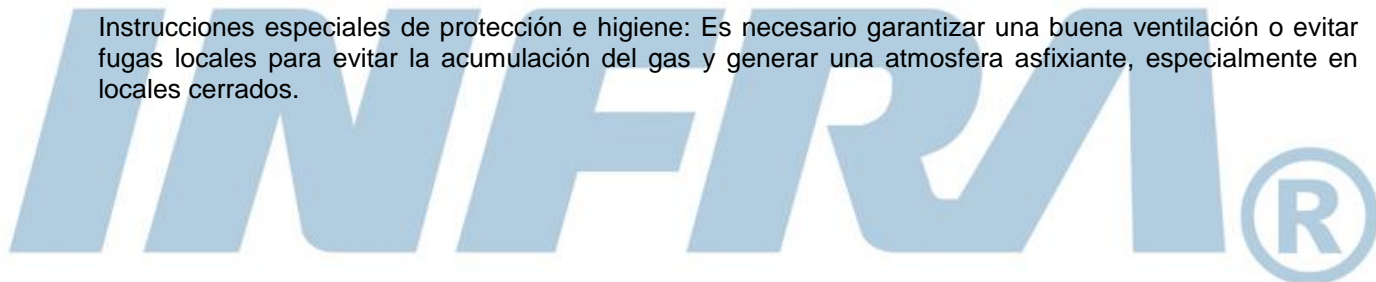 Instrucciones especiales de protección e higiene: Es necesario garantizar una buena ventilación o evitar
fugas locales para evitar la acumulación del gas y generar una atmosfera asfixiante, especialmente en
locales cerrados.
INFRA®